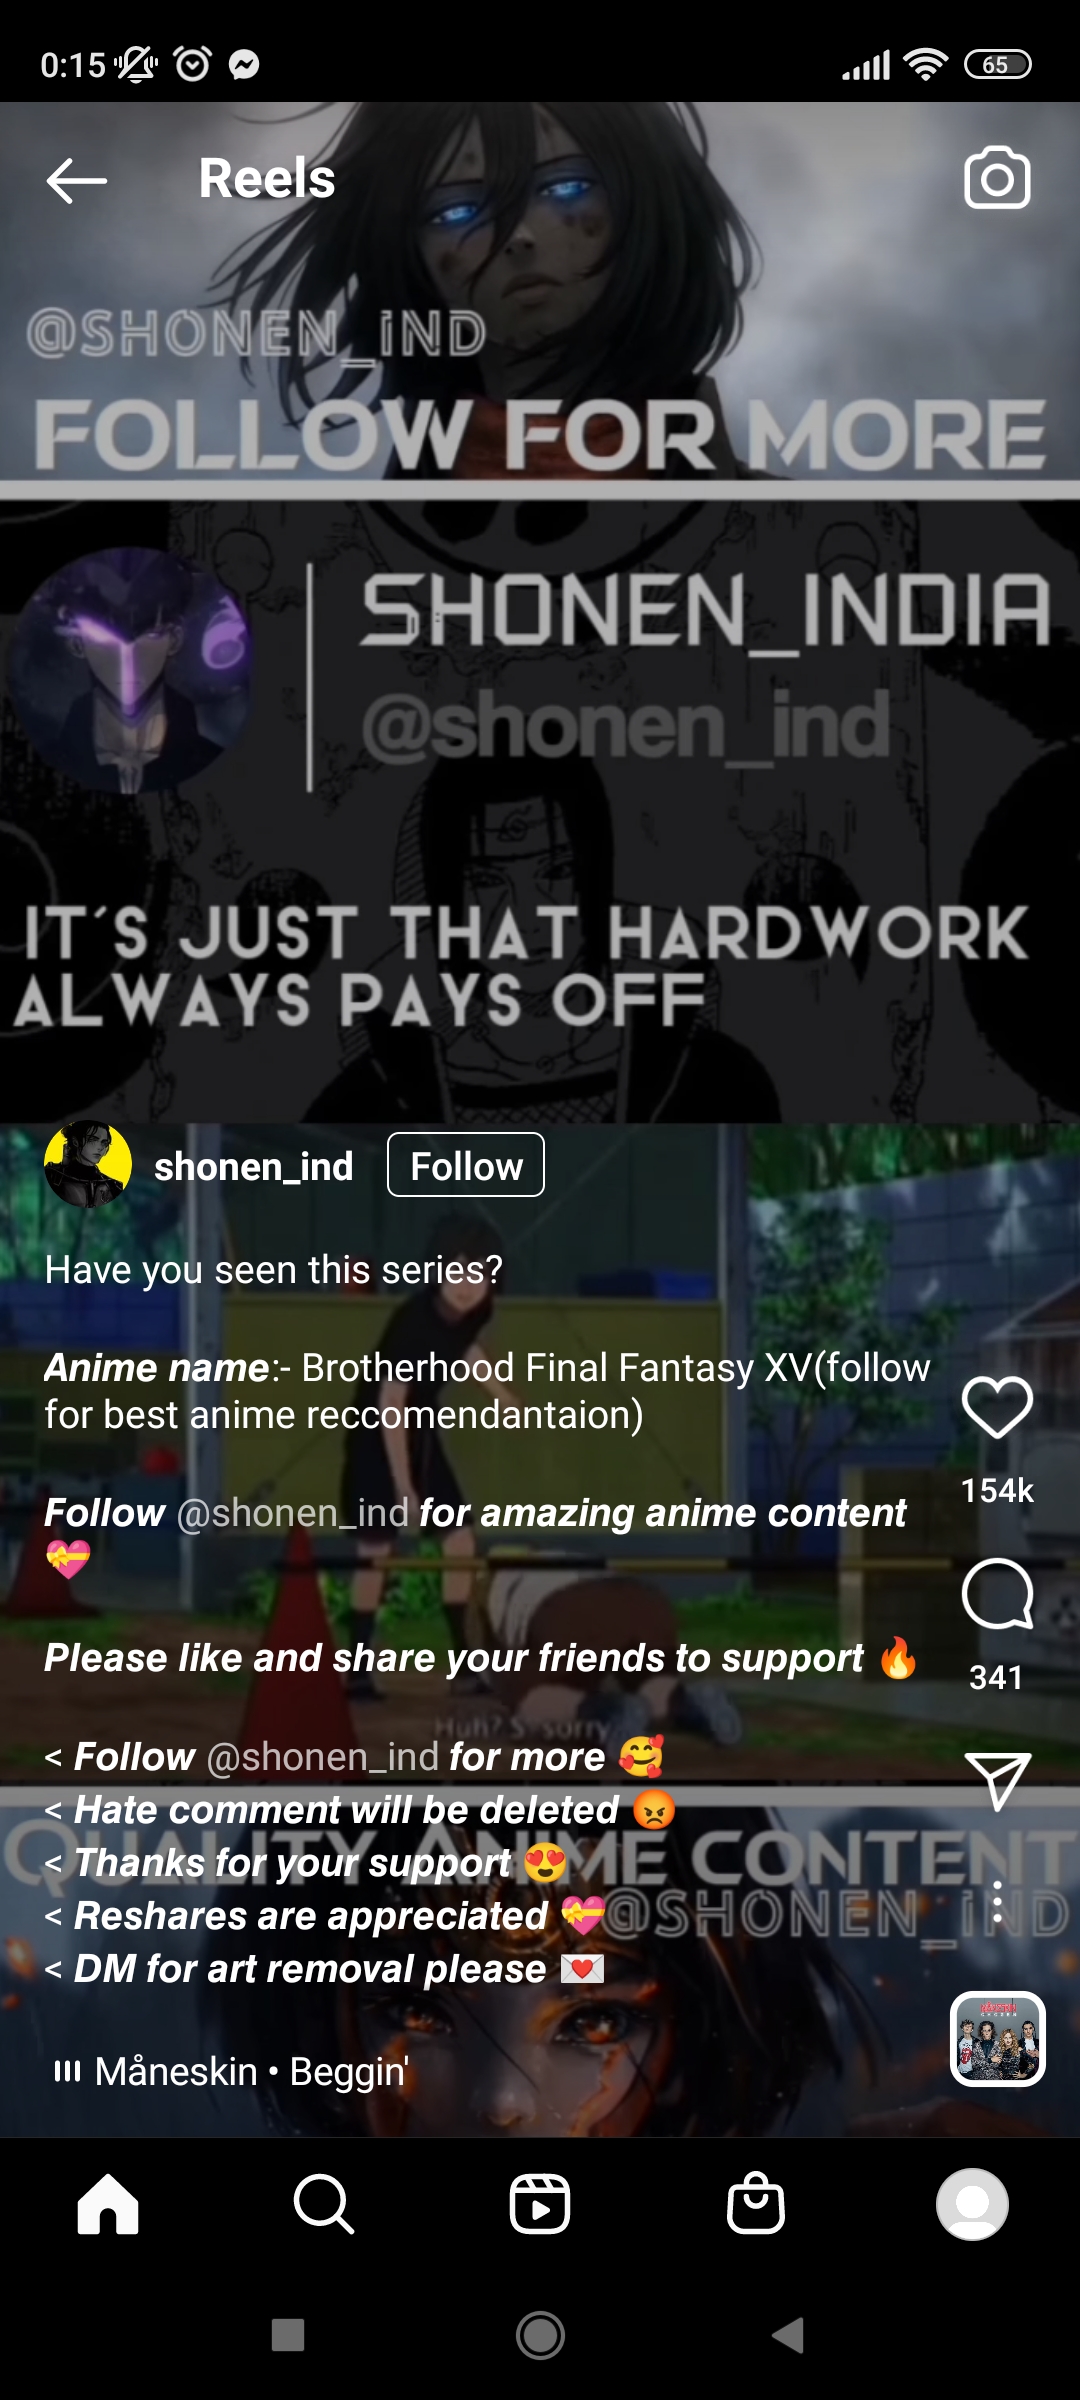 0:15
65
Reels
@SHONEN_IND
FOLLOW FOR MORE
SHONEN_INDIA
@shonen_ind
IT´S JUST THAT HARDWORK
ALWAYS PAYS OFF
shonen_ind
Follow
Have you seen this series?
Anime name:- Brotherhood Final Fantasy XV(follow
for best anime reccomendantaion)
154k
Follow @shonen_ind for amazing anime content
💝
Please like and share your friends to support 🔥
341
Huh? S-sorry
< Follow @shonen_ind for more 🥰
< Hate comment will be deleted 😡
QUALITY ANIME CONTENT
< Thanks for your support 😍
@SHONEN_IND
< Reshares are appreciated 💝
< DM for art removal please 💌
Måneskin • Beggin'